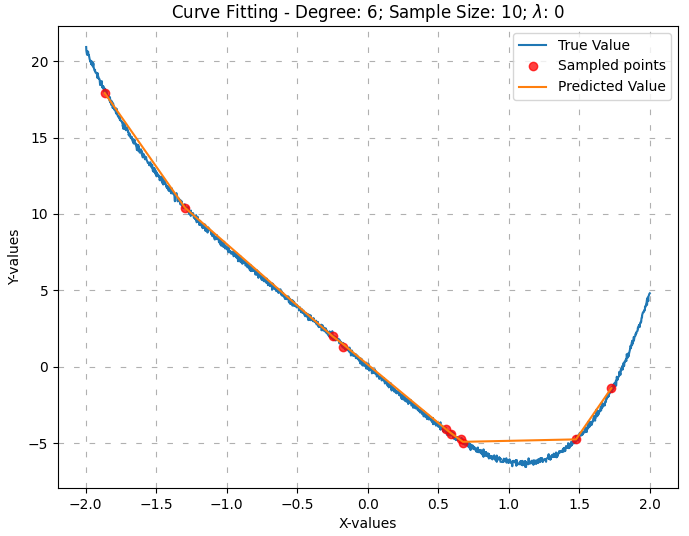 Curve Fitting - Degree: 6; Sample Size: 10; λ: 0
True Value
Sampled points
Predicted Value
Y-values
20
15
10
5
0
−5
−2.0 −1.5 −1.0 −0.5 0.0 0.5 1.0 1.5 2.0
X-values